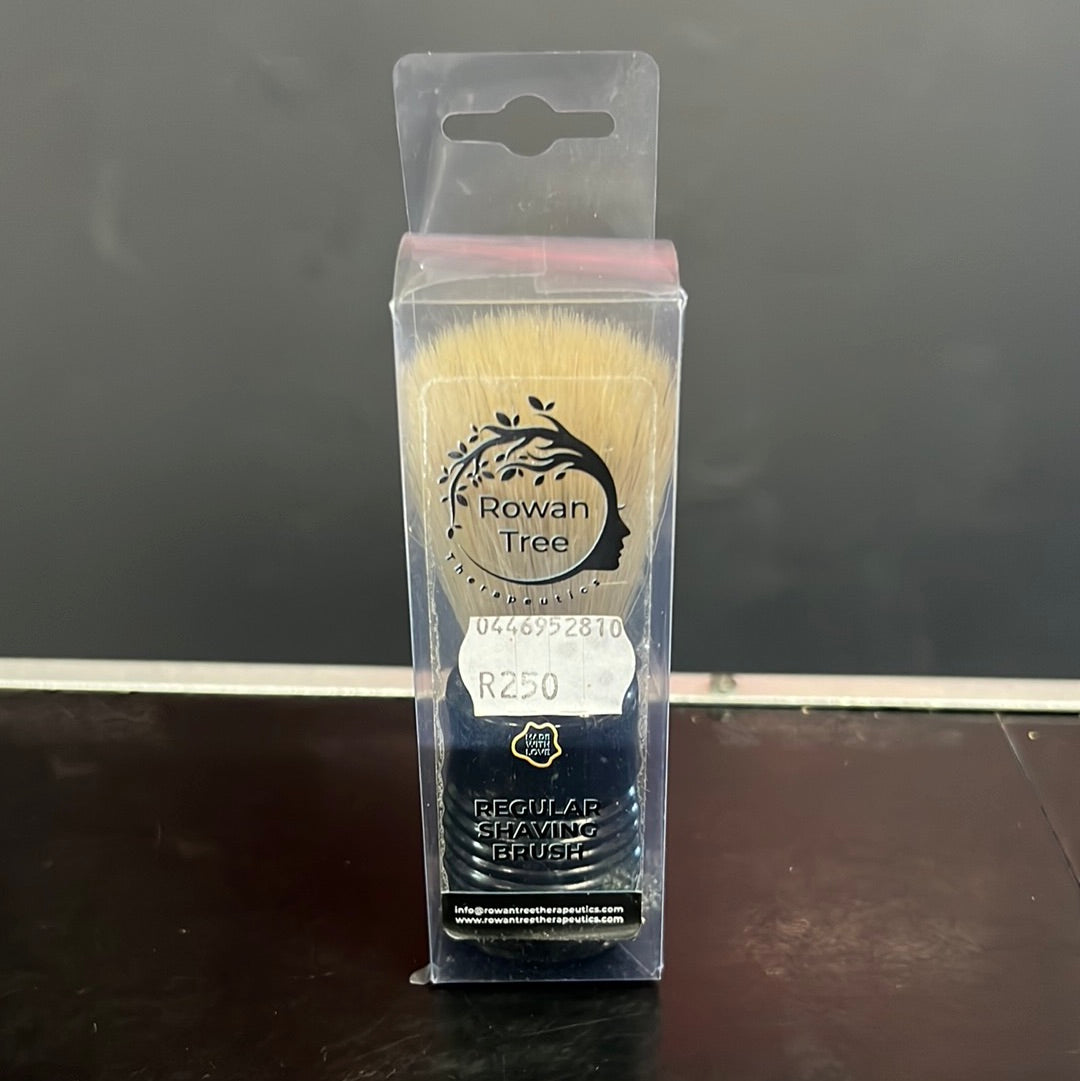 Rowan
Tree
Therapeutics
0446952810
R250
MADE
WITH
LOVE
REGULAR
SHAVING
BRUSH
info@rowantreetherapeutics.com
www.rowantreetherapeutics.com